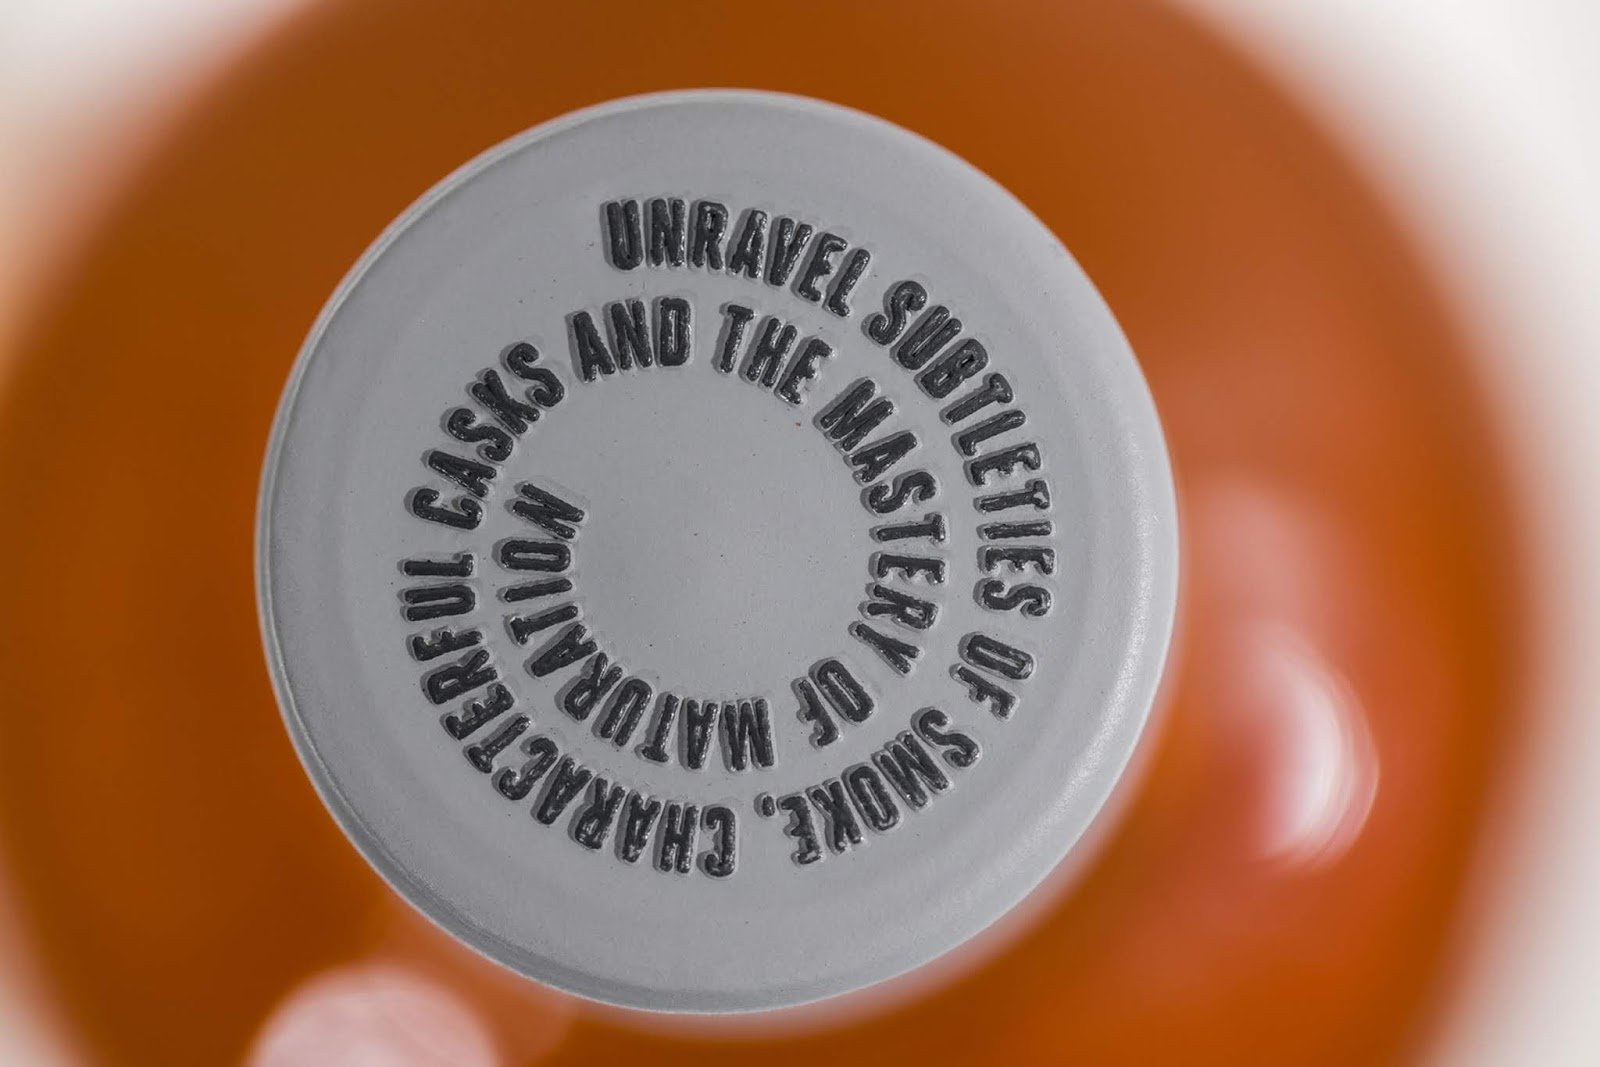 UNRAVEL SUBTLETIES OF SMOKE, CHARACTERFUL CASKS AND THE MASTERY OF MATURATION